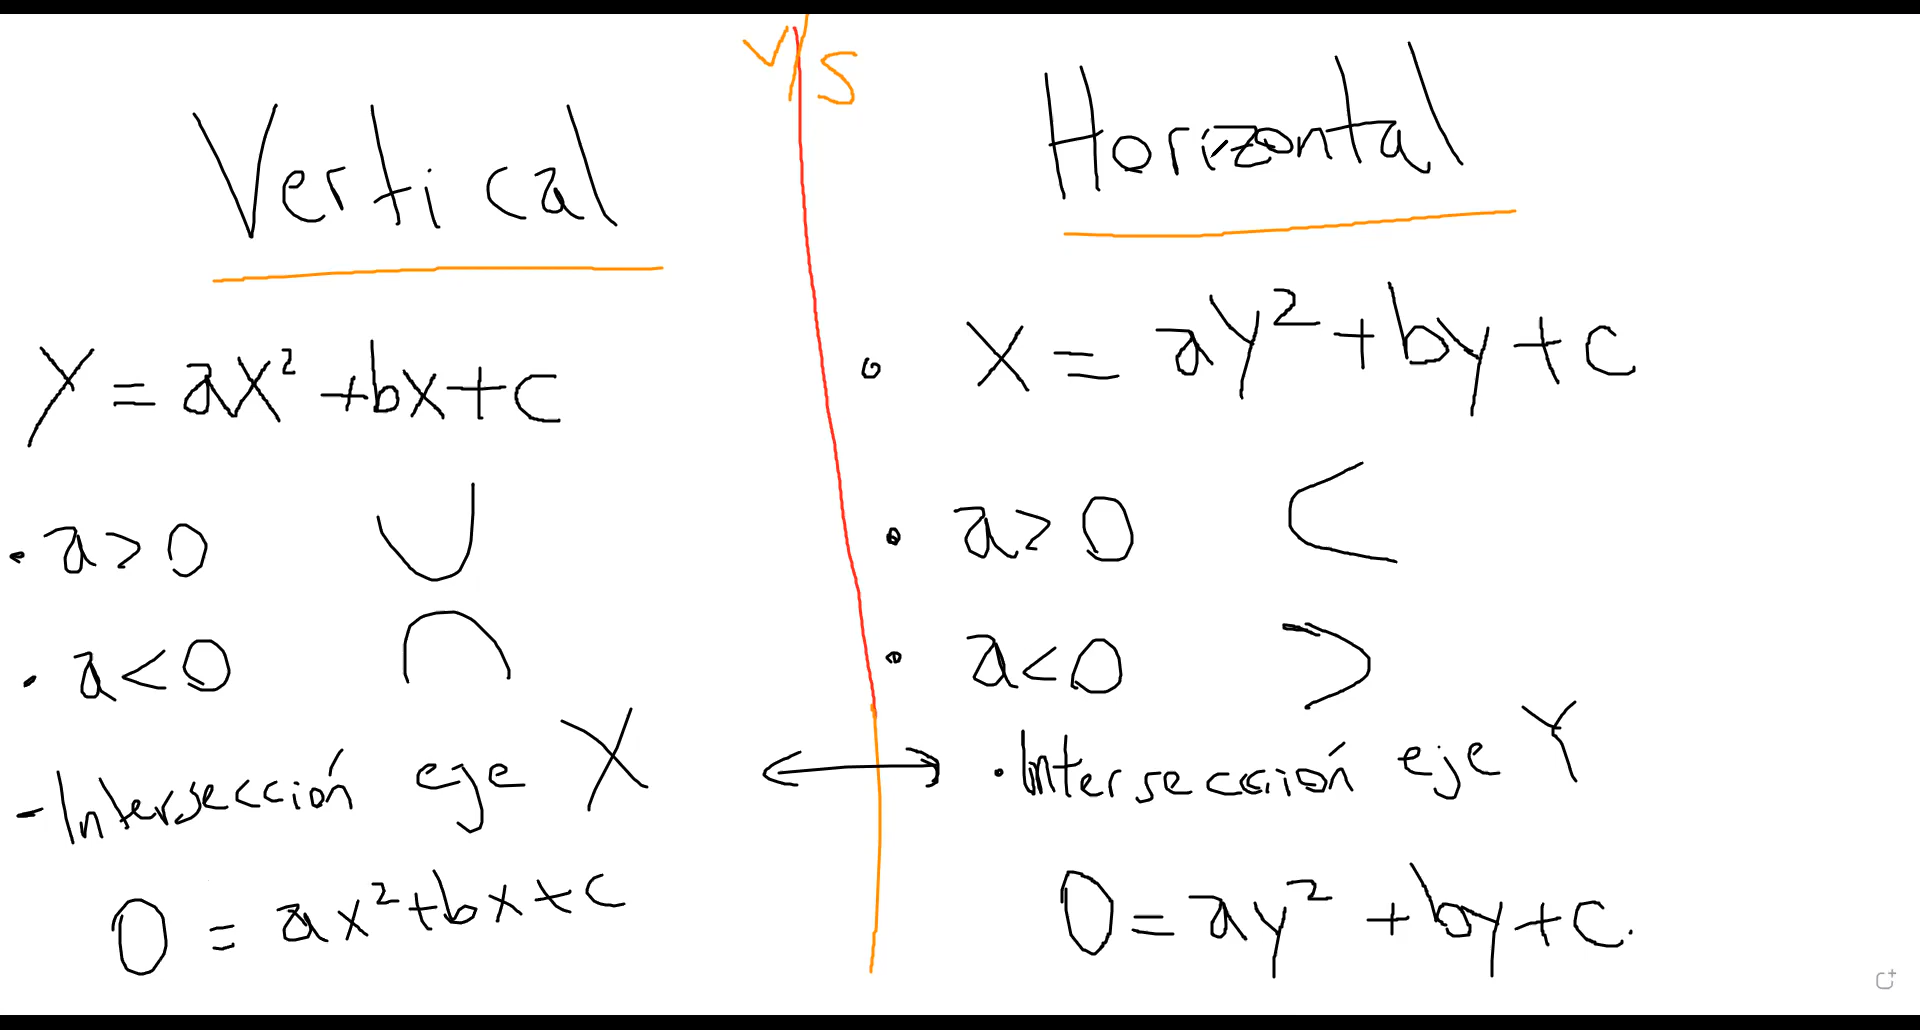 V/S
Vertical
Y = ax² + bx + c
• a > 0
• a < 0
- Intersección eje X
0 = ax² + bx + c
Horizontal
• X = ay² + by + c
• a > 0
• a < 0
• Intersección eje Y
0 = ay² + by + c.